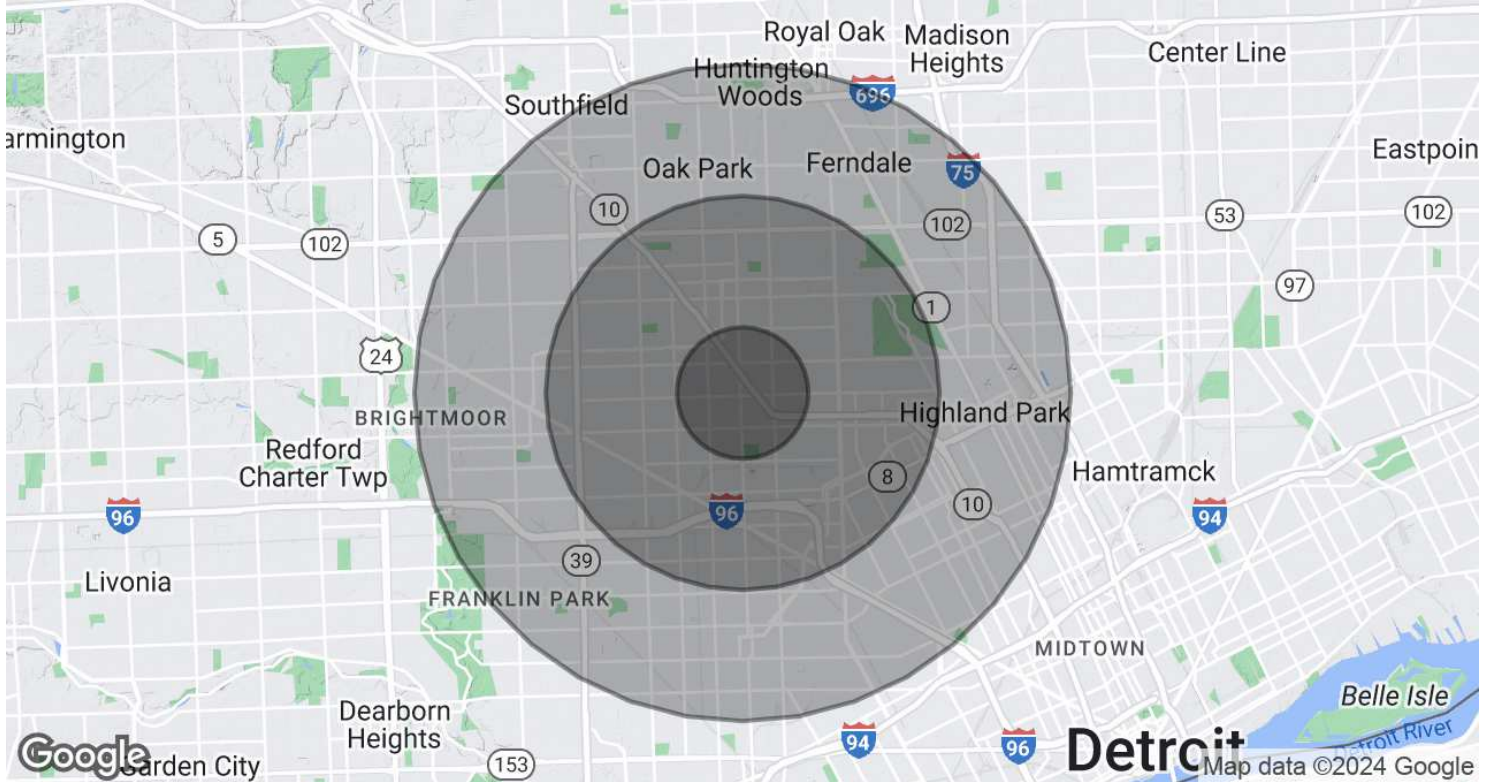 Royal Oak
Madison
Heights
Center Line
Huntington
Woods
696
Southfield
armington
Eastpoin
Oak Park
Ferndale
75
10
102
53
102
5
102
97
1
24
BRIGHTMOOR
Highland Park
Redford
Charter Twp
Hamtramck
8
10
96
96
94
39
Livonia
FRANKLIN PARK
MIDTOWN
Belle Isle
Dearborn
Heights
Detroit River
94
96
Detroit
153
Google
Garden City
Map data ©2024 Google